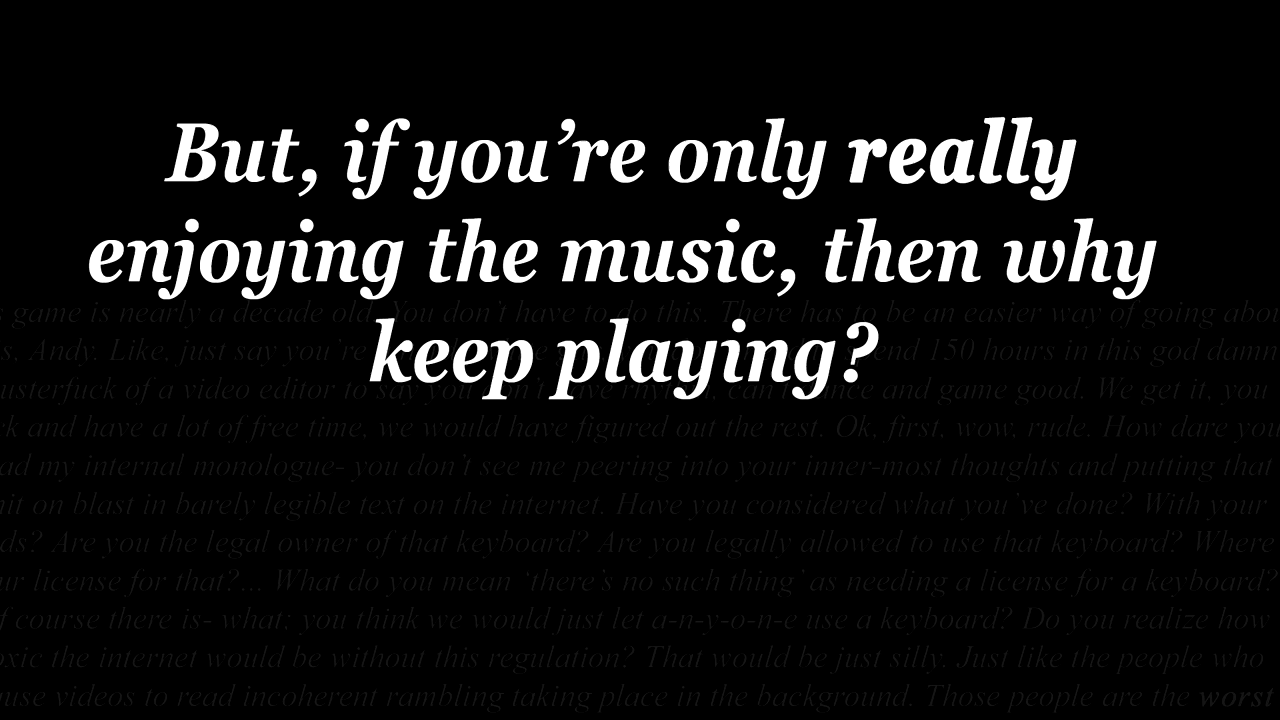 But, if you’re only really
enjoying the music, then why
keep playing?
game is nearly a decade old. You don’t have to do this. There has to be an easier way of going
Andy. Like, just say you’re 150 hours in this god damn
of a video editor to say you and game good. We get it, you
and have a lot of free time, we would have figured out the rest. Ok, first, wow, rude. How dare you
my internal monologue- you don’t see me peering into your inner-most thoughts and putting that
on blast in barely legible text on the internet. Have you considered what you’ve done? With your
Are you the legal owner of that keyboard? Are you legally allowed to use that keyboard? Where
license for that?... What do you mean ‘there’s no such thing’ as needing a license for a keyboard?
course there is- what; you think we would just let a-n-y-o-n-e use a keyboard? Do you realize how
the internet would be without this regulation? That would be just silly. Just like the people who
videos to read incoherent rambling taking place in the background. Those people are the worst